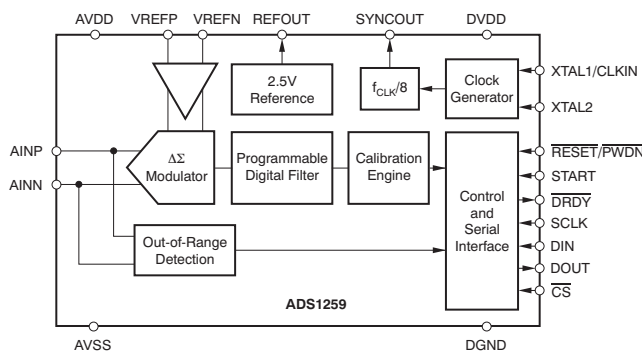 AVDD
VREFP
VREFN
REFOUT
SYNCOUT
DVDD
2.5V
Reference
fCLK/8
Clock
Generator
XTAL1/CLKIN
XTAL2
AINP
AINN
ΔΣ
Modulator
Programmable
Digital Filter
Calibration
Engine
Control
and
Serial
Interface
RESET/PWDN
START
DRDY
SCLK
DIN
DOUT
CS
Out-of-Range
Detection
ADS1259
AVSS
DGND